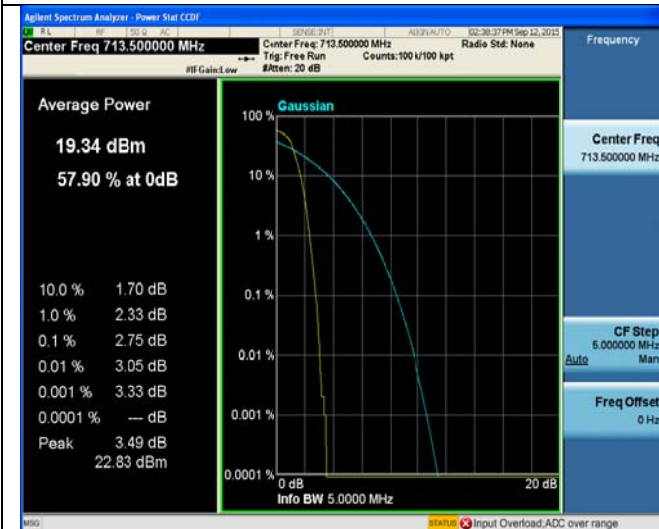 Agilent Spectrum Analyzer - Power Stat CCDF
RL RF 50 Ω AC SENSE:INT ALIGN AUTO 02:38:37 PM Sep 12, 2015
Center Freq 713.500000 MHz
Center Freq: 713.500000 MHz
Radio Std: None
Trig: Free Run
Counts:100 k/100 kpt
#IFGain:Low
#Atten: 20 dB
Average Power
19.34 dBm
57.90 % at 0dB
10.0 % 1.70 dB
1.0 % 2.33 dB
0.1 % 2.75 dB
0.01 % 3.05 dB
0.001 % 3.33 dB
0.0001 % --- dB
Peak 3.49 dB
22.83 dBm
Gaussian
100 %
10 %
1 %
0.1 %
0.01 %
0.001 %
0.0001 %
0 dB
20 dB
Info BW 5.0000 MHz
Frequency
Center Freq
713.500000 MHz
CF Step
5.000000 MHz
Auto Man
Freq Offset
0 Hz
MSG
STATUS Input Overload;ADC over range